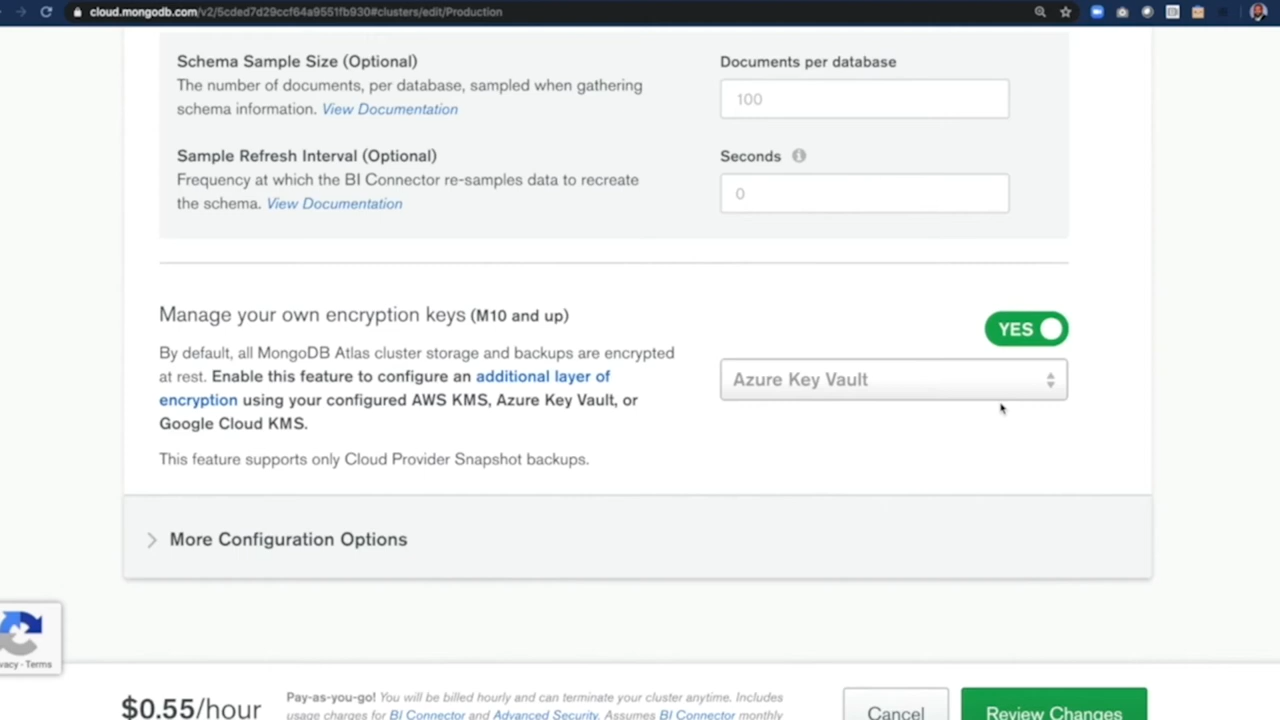 cloud.mongodb.com/v2/5cded7d29ccf64a9551fb930#clusters/edit/Production
Schema Sample Size (Optional)
Documents per database
The number of documents, per database, sampled when gathering
schema information. View Documentation
100
Sample Refresh Interval (Optional)
Seconds
Frequency at which the BI Connector re-samples data to recreate
the schema. View Documentation
0
Manage your own encryption keys (M10 and up)
YES
By default, all MongoDB Atlas cluster storage and backups are encrypted
at rest. Enable this feature to configure an additional layer of
encryption using your configured AWS KMS, Azure Key Vault, or
Google Cloud KMS.
Azure Key Vault
This feature supports only Cloud Provider Snapshot backups.
More Configuration Options
vacy - Terms
$0.55/hour
Pay-as-you-go! You will be billed hourly and can terminate your cluster anytime. Includes
usage charges for BI Connector and Advanced Security. Assumes BI Connector monthly
Cancel
Review Changes